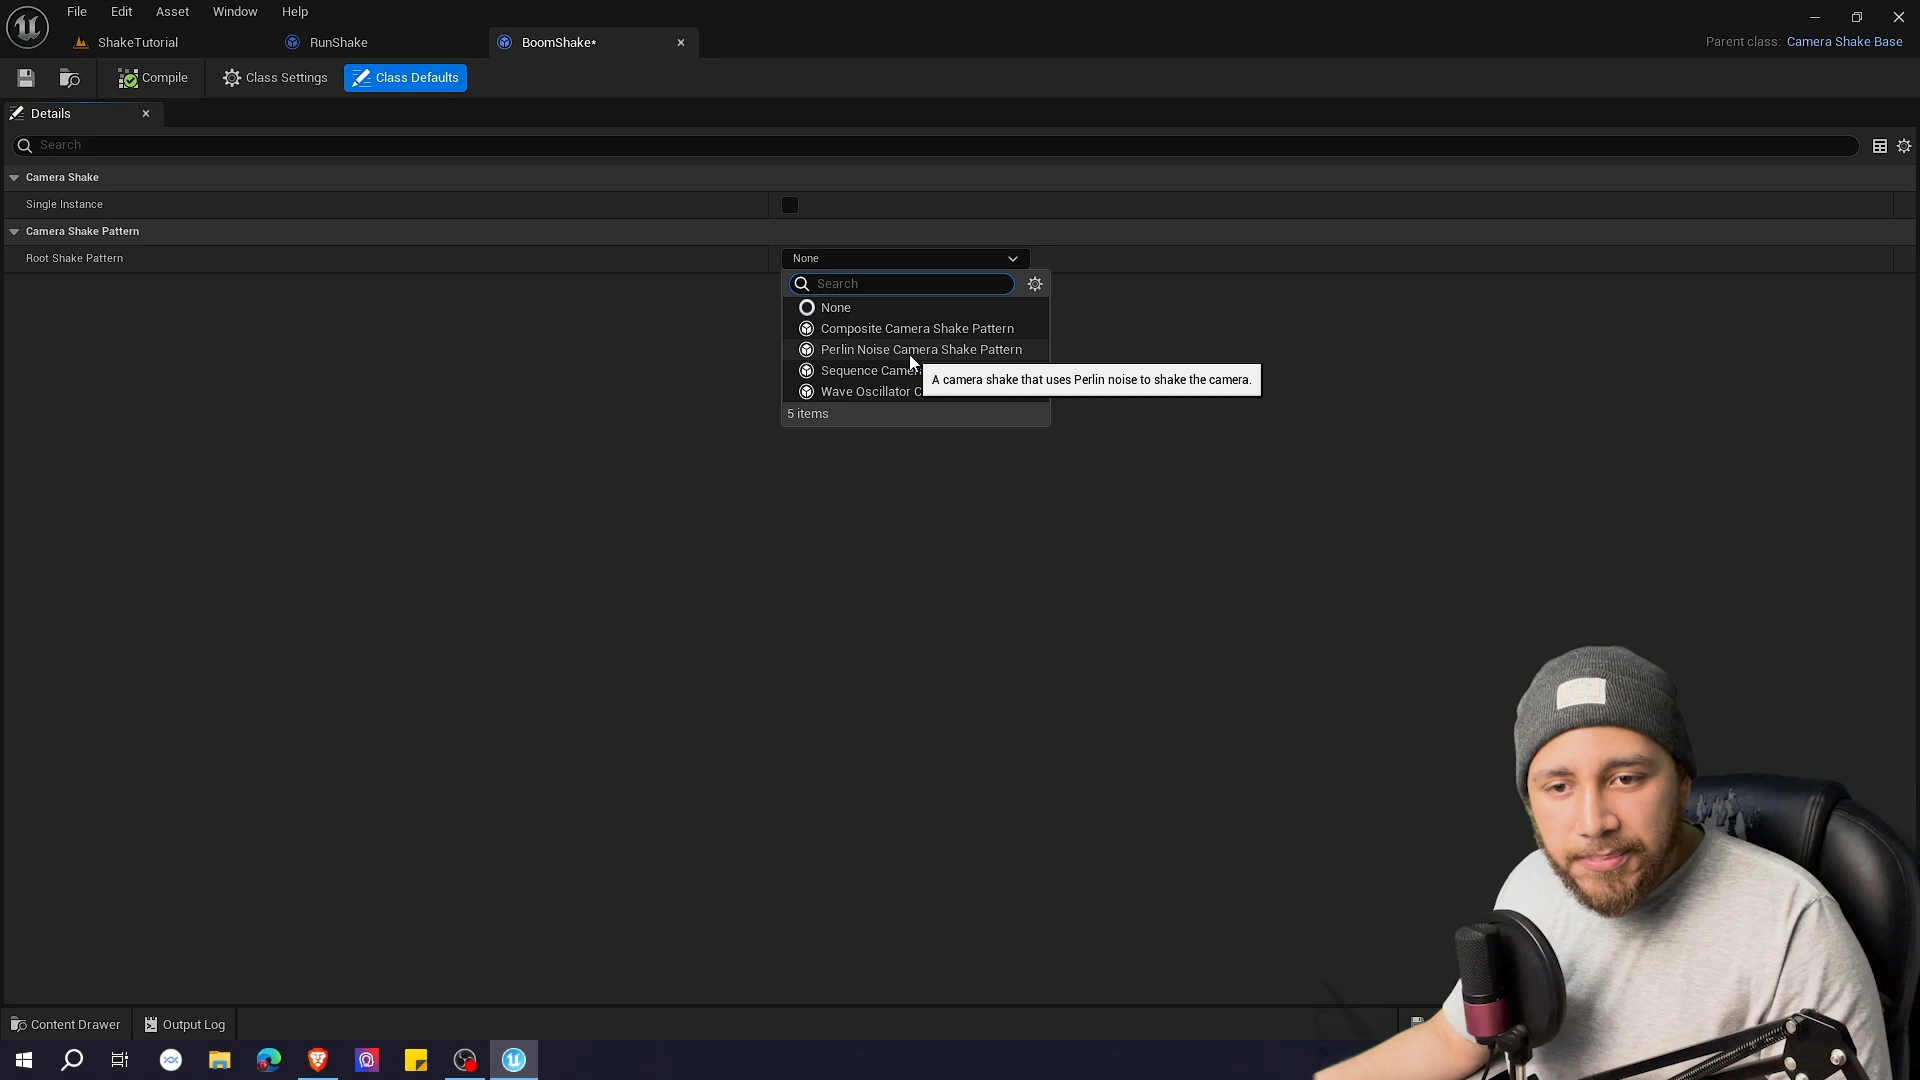 File Edit Asset Window Help
ShakeTutorial RunShake BoomShake*
Parent class: Camera Shake Base
Compile Class Settings Class Defaults
Details
Search
Camera Shake
Single Instance
Camera Shake Pattern
Root Shake Pattern None
Search
None
Composite Camera Shake Pattern
Perlin Noise Camera Shake Pattern
Sequence Camer
A camera shake that uses Perlin noise to shake the camera.
Wave Oscillator C
5 items
Content Drawer Output Log